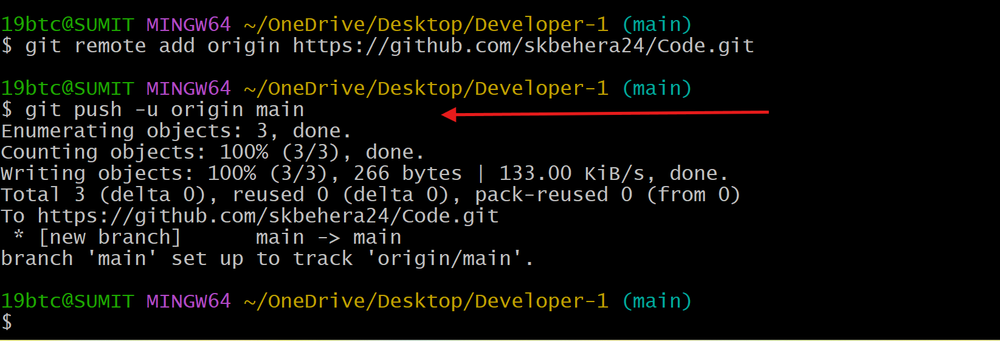 19btc@SUMIT MINGW64 ~/OneDrive/Desktop/Developer-1 (main)
$ git remote add origin https://github.com/skbehera24/Code.git
19btc@SUMIT MINGW64 ~/OneDrive/Desktop/Developer-1 (main)
$ git push -u origin main
Enumerating objects: 3, done.
Counting objects: 100% (3/3), done.
Writing objects: 100% (3/3), 266 bytes | 133.00 KiB/s, done.
Total 3 (delta 0), reused 0 (delta 0), pack-reused 0 (from 0)
To https://github.com/skbehera24/Code.git
 * [new branch]      main -> main
branch 'main' set up to track 'origin/main'.
19btc@SUMIT MINGW64 ~/OneDrive/Desktop/Developer-1 (main)
$